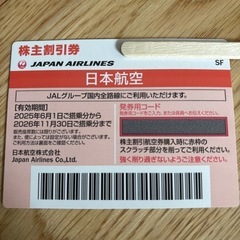 株主割引券
JAPAN AIRLINES
SF
日本航空
JALグループ国内全路線にご利用いただけます。
[有効期間]
2025年6月1日ご搭乗分から
2026年11月30日ご搭乗分まで
発券用コード
株主割引航空券購入時に赤枠の
スクラッチ部分を削ってご利用ください。
強く削り過ぎないようご注意ください。
日本航空株式会社
Japan Airlines Co.,Ltd.